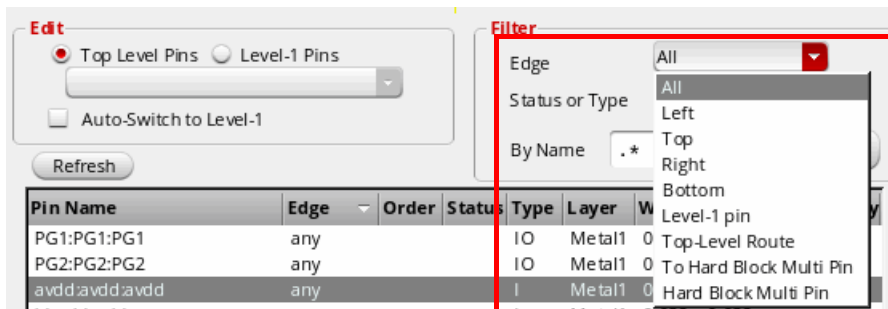 Edit
Top Level Pins Level-1 Pins
Auto-Switch to Level-1
Refresh
Filter
Edge All
Status or Type
By Name .*
All
Left
Top
Right
Bottom
Level-1 pin
Top-Level Route
To Hard Block Multi Pin
Hard Block Multi Pin
Pin Name Edge Order Status Type Layer W y
PG1:PG1:PG1 any IO Metal1 0
PG2:PG2:PG2 any IO Metal1 0
avdd:avdd:avdd any I Metal1 0